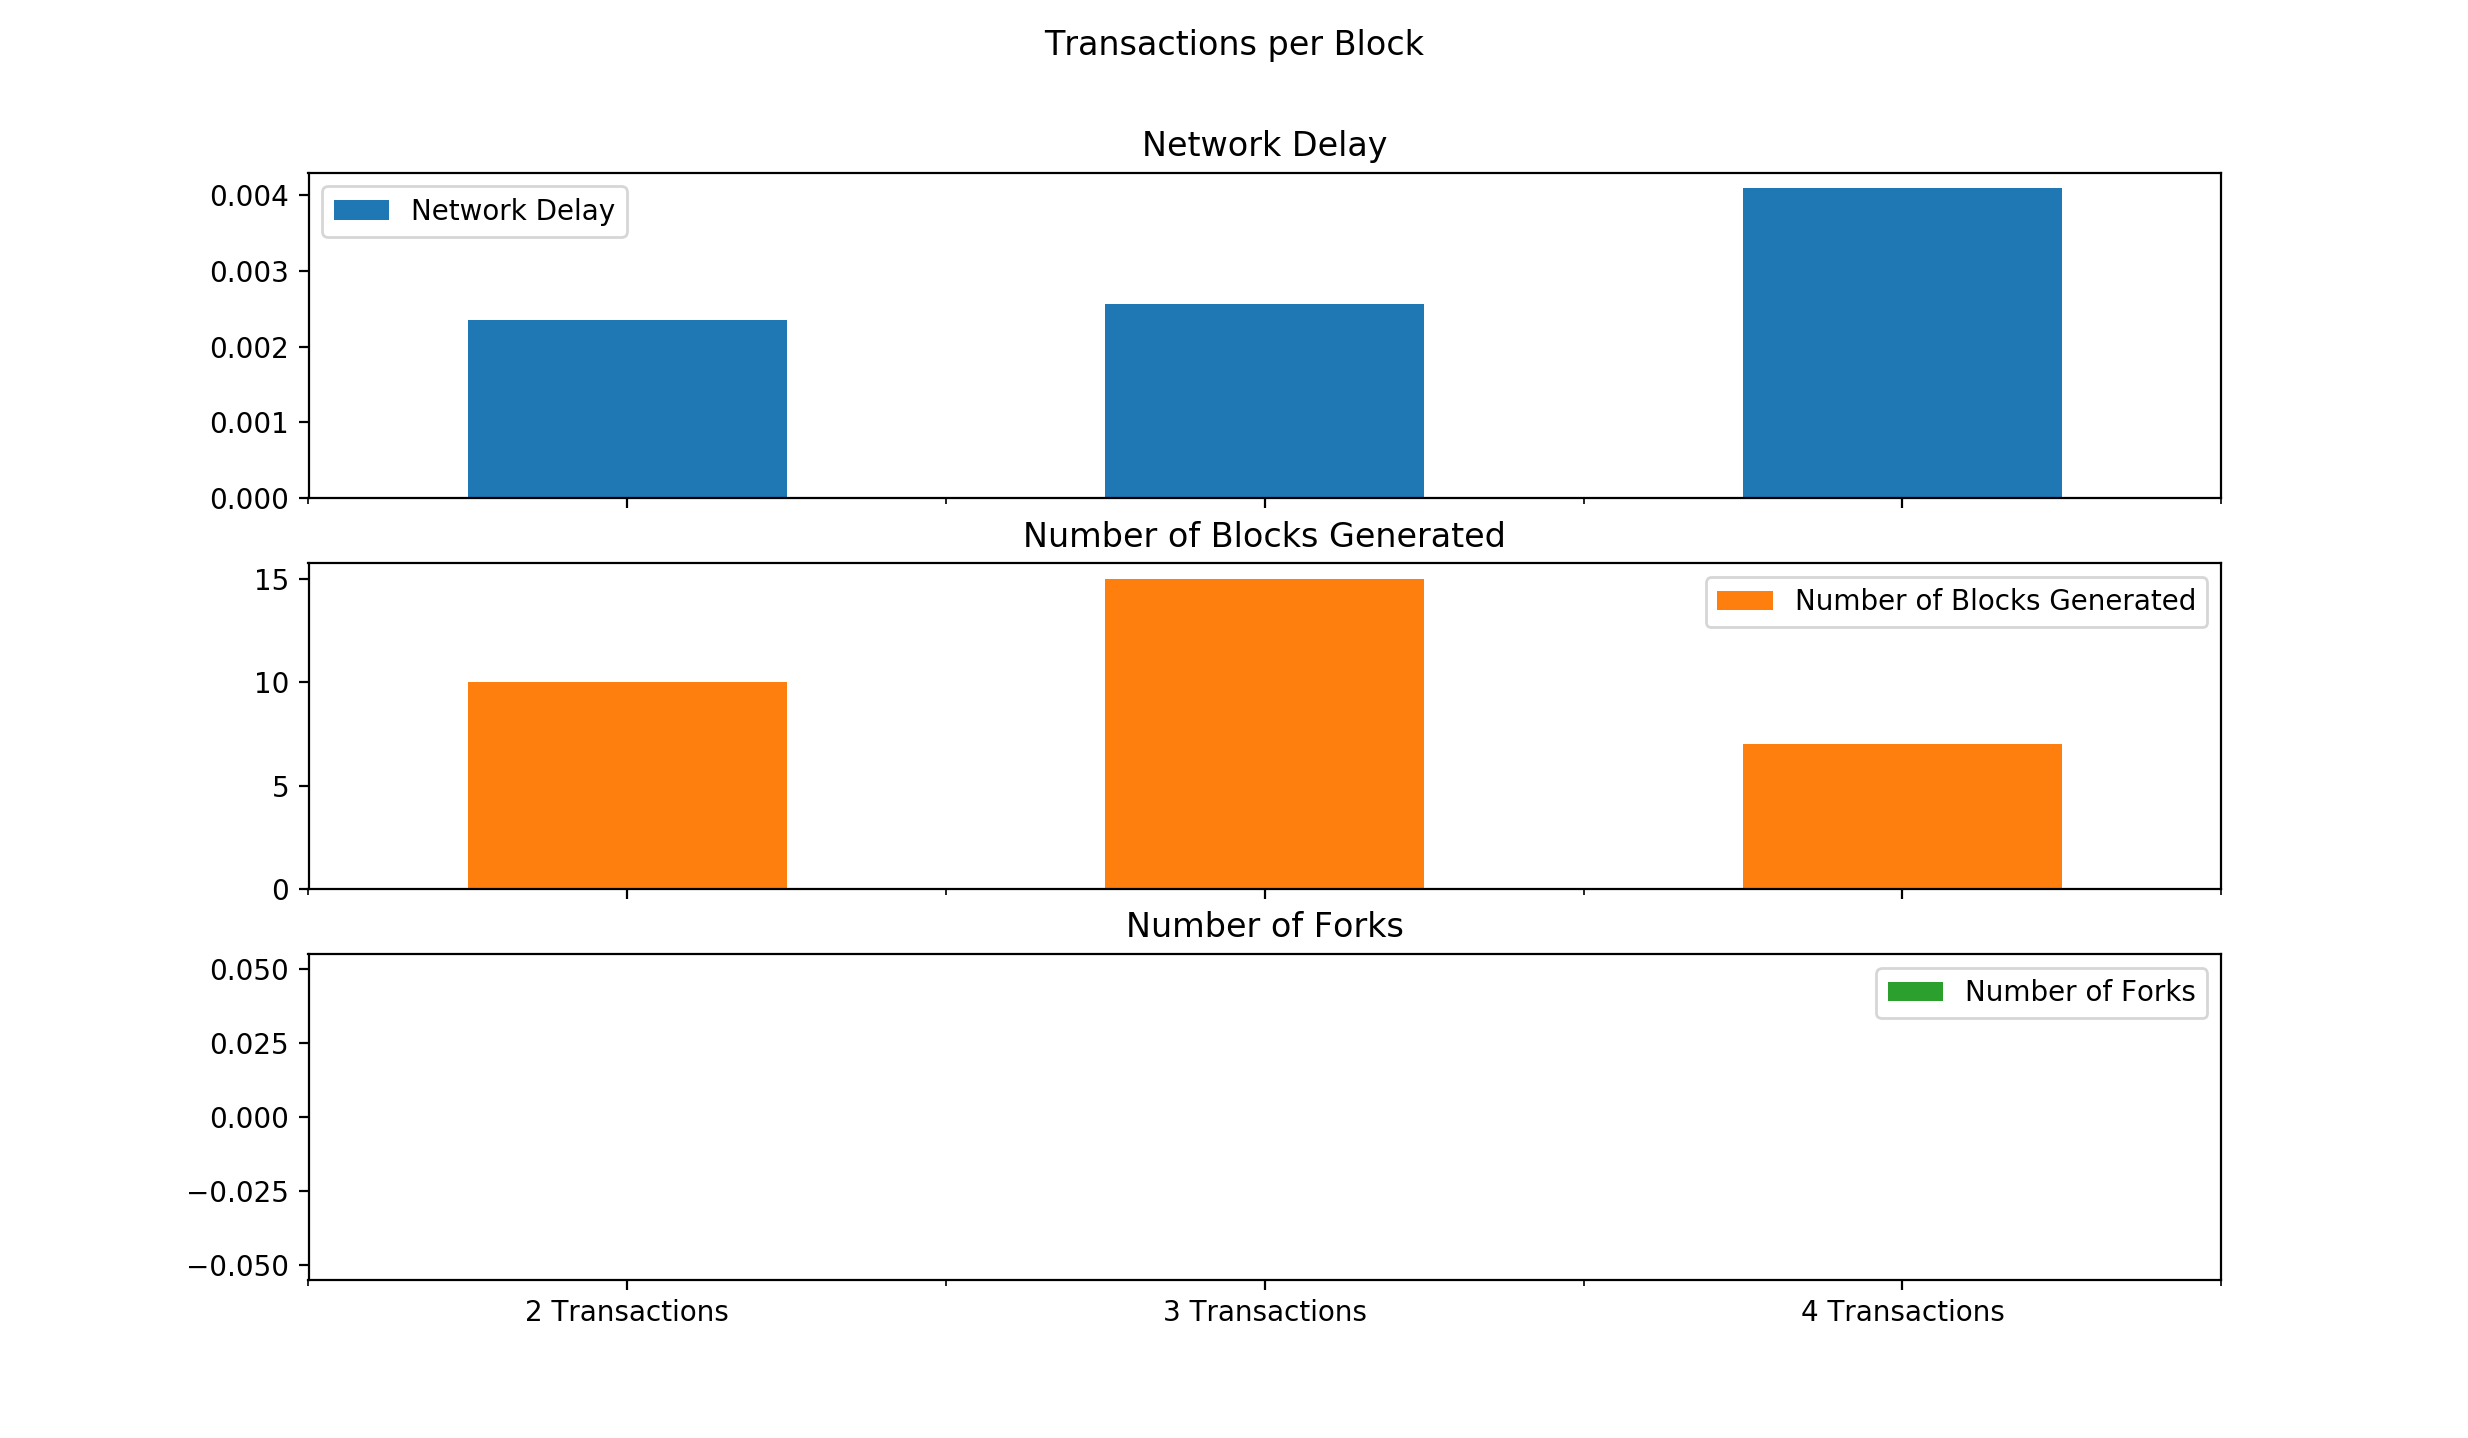 Transactions per Block
Network Delay
0.004
0.003
0.002
0.001
0.000
Network Delay
Number of Blocks Generated
15
10
5
0
Number of Blocks Generated
Number of Forks
0.050
0.025
0.000
−0.025
−0.050
Number of Forks
2 Transactions
3 Transactions
4 Transactions